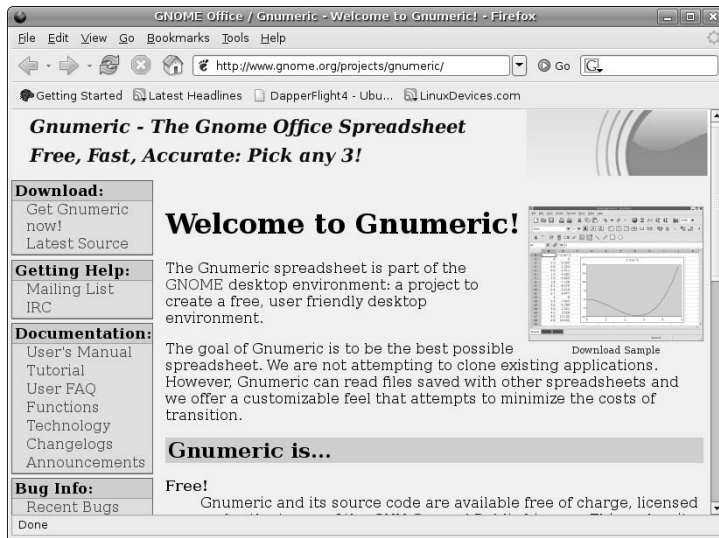 GNOME Office / Gnumeric - Welcome to Gnumeric! - Firefox
File Edit View Go Bookmarks Tools Help
http://www.gnome.org/projects/gnumeric/ Go G
Getting Started Latest Headlines DapperFlight4 - Ubu... LinuxDevices.com
Gnumeric - The Gnome Office Spreadsheet
Free, Fast, Accurate: Pick any 3!
Download:
Get Gnumeric
now!
Latest Source
Getting Help:
Mailing List
IRC
Documentation:
User's Manual
Tutorial
User FAQ
Functions
Technology
Changelogs
Announcements
Bug Info:
Recent Bugs
Welcome to Gnumeric!
The Gnumeric spreadsheet is part of the
GNOME desktop environment: a project to
create a free, user friendly desktop
environment.
Download Sample
The goal of Gnumeric is to be the best possible
spreadsheet. We are not attempting to clone existing applications.
However, Gnumeric can read files saved with other spreadsheets and
we offer a customizable feel that attempts to minimize the costs of
transition.
Gnumeric is...
Free!
Gnumeric and its source code are available free of charge, licensed
Done